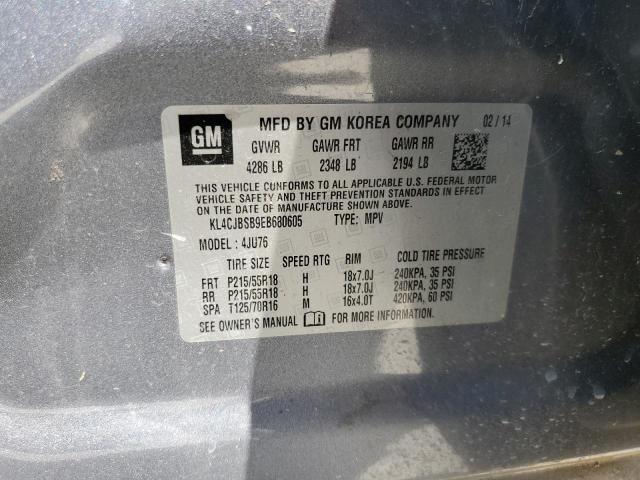 GM
MFD BY GM KOREA COMPANY 02 / 14
GVWR GAWR FRT GAWR RR
4286 LB 2348 LB 2194 LB
THIS VEHICLE CONFORMS TO ALL APPLICABLE U.S. FEDERAL MOTOR
VEHICLE SAFETY AND THEFT PREVENTION STANDARDS IN EFFECT
ON THE DATE OF MANUFACTURE SHOWN ABOVE.
KL4CJBSB9EB680605 TYPE: MPV
MODEL : 4JU76
TIRE SIZE SPEED RTG RIM COLD TIRE PRESSURE
FRT P215/55R18 H 18x7.0J 240KPA, 35 PSI
RR P215/55R18 H 18x7.0J 240KPA, 35 PSI
SPA T125/70R16 M 16x4.0T 420KPA, 60 PSI
SEE OWNER'S MANUAL FOR MORE INFORMATION.